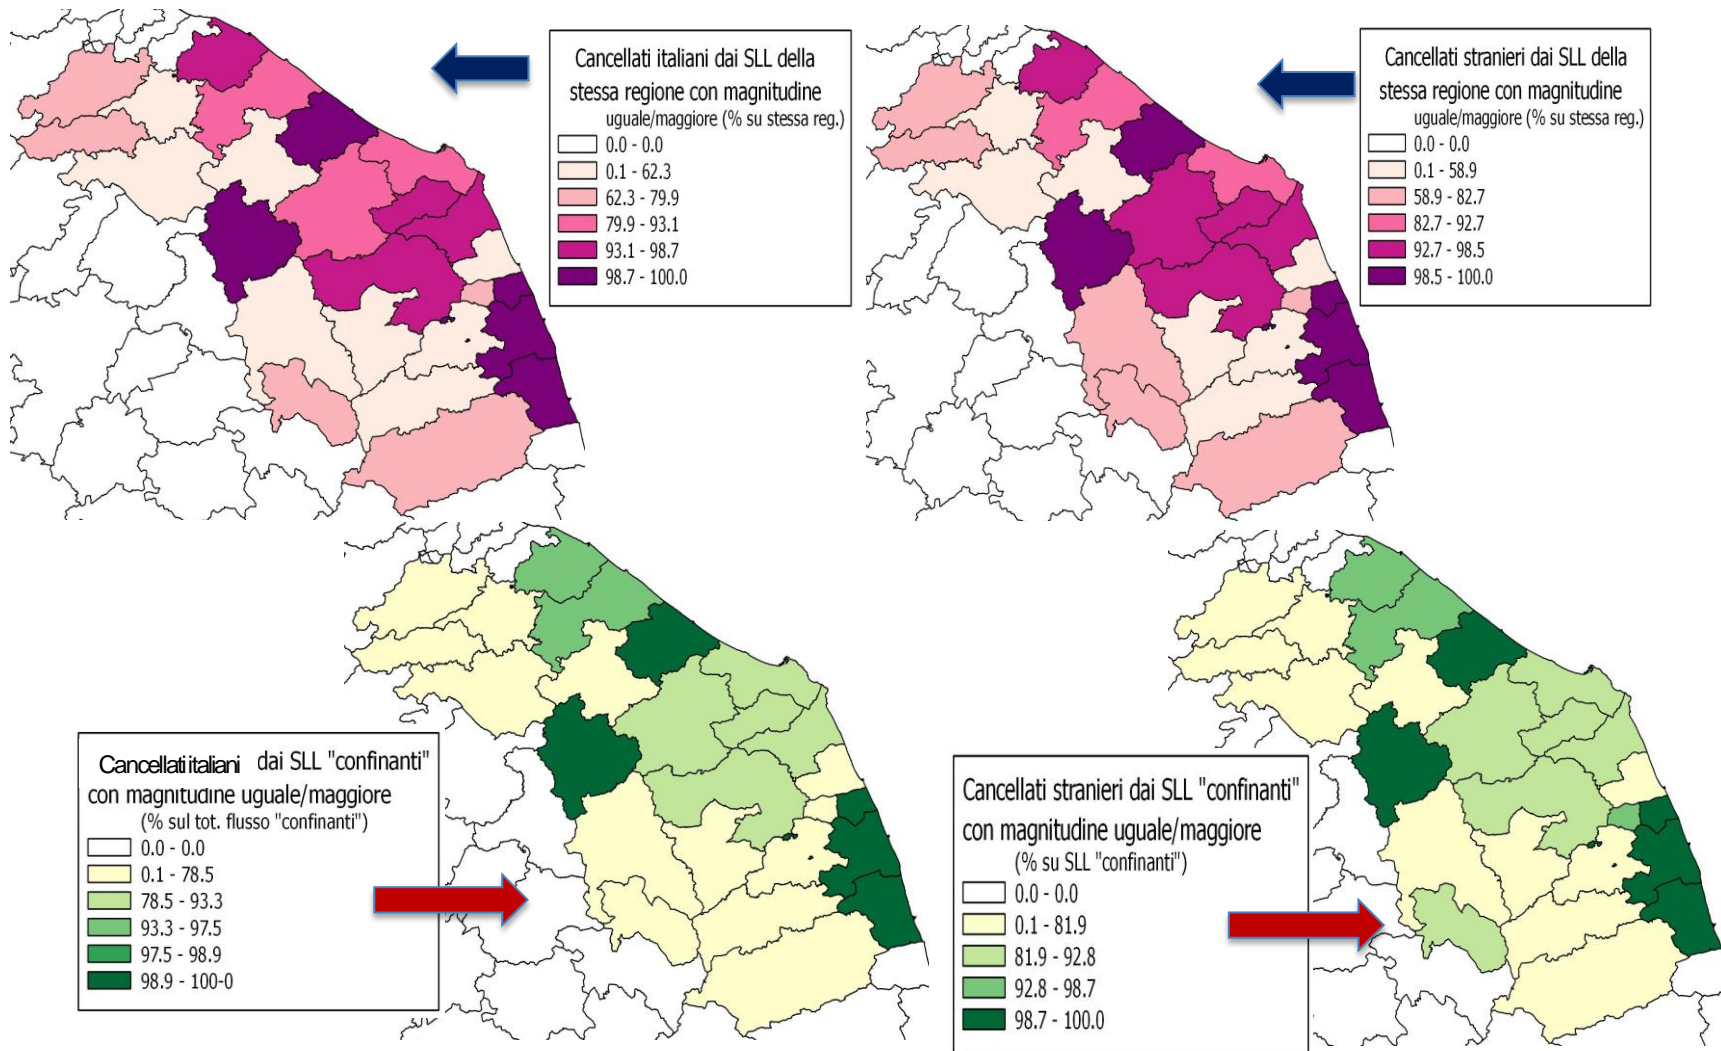 Cancellati italiani dai SLL della
stessa regione con magnitudine
uguale/maggiore (% su stessa reg.)
0.0 - 0.0
0.1 - 62.3
62.3 - 79.9
79.9 - 93.1
93.1 - 98.7
98.7 - 100.0
Cancellati stranieri dai SLL della
stessa regione con magnitudine
uguale/maggiore (% su stessa reg.)
0.0 - 0.0
0.1 - 58.9
58.9 - 82.7
82.7 - 92.7
92.7 - 98.5
98.5 - 100.0
Cancellati italiani dai SLL "confinanti"
con magnitudine uguale/maggiore
(% sul tot. flusso "confinanti")
0.0 - 0.0
0.1 - 78.5
78.5 - 93.3
93.3 - 97.5
97.5 - 98.9
98.9 - 100-0
Cancellati stranieri dai SLL "confinanti"
con magnitudine uguale/maggiore
(% su SLL "confinanti")
0.0 - 0.0
0.1 - 81.9
81.9 - 92.8
92.8 - 98.7
98.7 - 100.0